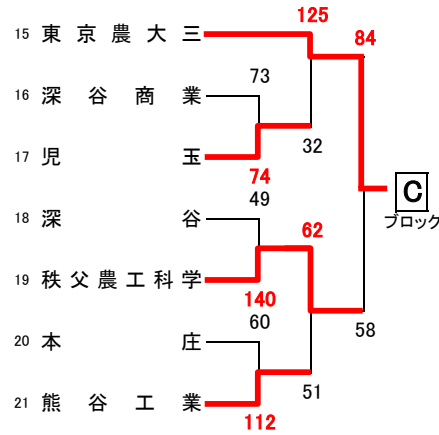 125
15 東京農大三
84
73
16 深谷商業
32
17 児玉
74
C
49
ブロック
18 深谷
62
19 秩父農工科学
140
60
58
20 本庄
51
21 熊谷工業
112